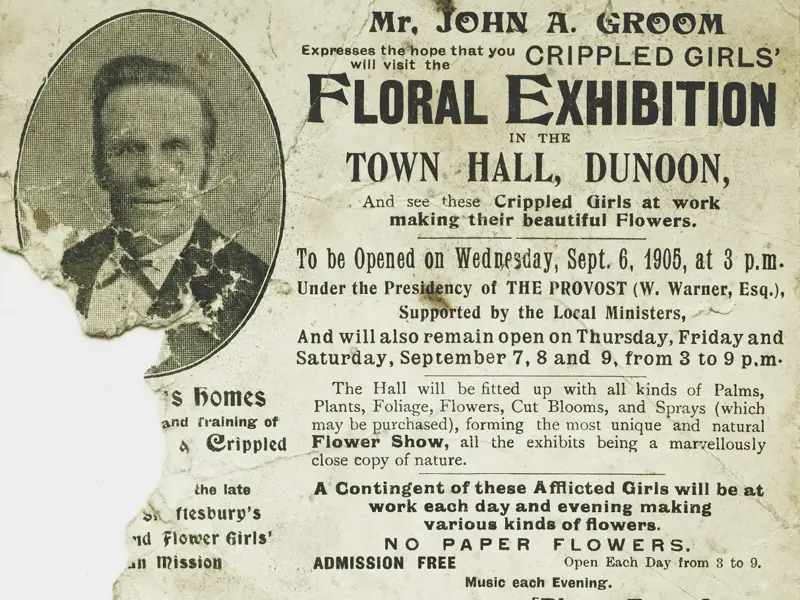 Mr. JOHN A. GROOM
Expresses the hope that you will visit the CRIPPLED GIRLS'
FLORAL EXHIBITION
IN THE
TOWN HALL, DUNOON,
And see these Crippled Girls at work
making their beautiful Flowers.
To be Opened on Wednesday, Sept. 6, 1905, at 3 p.m.
Under the Presidency of THE PROVOST (W. Warner, Esq.),
Supported by the Local Ministers,
And will also remain open on Thursday, Friday and
Saturday, September 7, 8 and 9, from 3 to 9 p.m.
The Hall will be fitted up with all kinds of Palms,
Plants, Foliage, Flowers, Cut Blooms, and Sprays (which
may be purchased), forming the most unique and natural
Flower Show, all the exhibits being a marvellously
close copy of nature.
A Contingent of these Afflicted Girls will be at
work each day and evening making
various kinds of flowers.
NO PAPER FLOWERS.
ADMISSION FREE Open Each Day from 3 to 9.
Music each Evening.
's Homes
and Training of
& Crippled
the late
ftesbury's
nd Flower Girls'
Mission